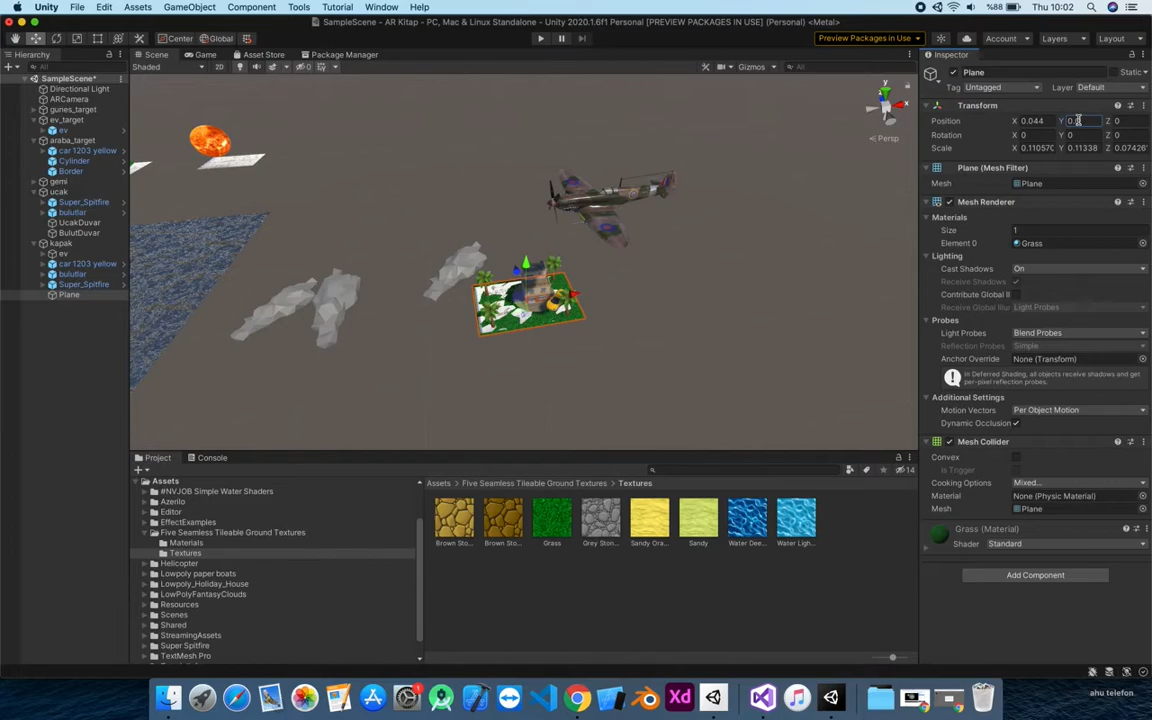 Unity File Edit Assets GameObject Component Tools Tutorial Window Help %88 Thu 10:02
SampleScene - AR Kitap - PC, Mac & Linux Standalone - Unity 2020.1.6f1 Personal [PREVIEW PACKAGES IN USE] (Personal) <Metal>
Center Global Preview Packages in Use Account Layers Layout
Hierarchy Scene Game Asset Store Package Manager Inspector
All Shaded 2D 0 Gizmos All
SampleScene*
Directional Light
ARCamera
gunes_target
ev_target
ev
araba_target
car 1203 yellow
Cylinder
Border
gemi
ucak
Super_Spitfire
bulutlar
UcakDuvar
BulutDuvar
kapak
ev
car 1203 yellow
bulutlar
Super_Spitfire
Plane
y
x
Persp
Plane Static
Tag Untagged Layer Default
Transform
Position X 0.044 Y Z 0
Rotation X 0 Y 0 Z 0
Scale X 0.11057( Y 0.11338 Z 0.07426
Plane (Mesh Filter)
Mesh Plane
Mesh Renderer
Materials
Size 1
Element 0 Grass
Lighting
Cast Shadows On
Receive Shadows
Contribute Global Il
Receive Global Illu Light Probes
Probes
Light Probes Blend Probes
Reflection Probes Simple
Anchor Override None (Transform)
In Deferred Shading, all objects receive shadows and get
per-pixel reflection probes.
Additional Settings
Motion Vectors Per Object Motion
Dynamic Occlusion
Mesh Collider
Convex
Is Trigger
Cooking Options Mixed...
Material None (Physic Material)
Mesh Plane
Grass (Material)
Shader Standard
Add Component
Project Console
14
Assets
#NVJOB Simple Water Shaders
Azerilo
Editor
EffectExamples
Five Seamless Tileable Ground Textures
Materials
Textures
Helicopter
Lowpoly paper boats
Lowpoly_Holiday_House
LowPolyFantasyClouds
Resources
Scenes
Shared
StreamingAssets
Super Spitfire
TextMesh Pro
Assets > Five Seamless Tileable Ground Textures > Textures
Brown Sto... Brown Sto... Grass Grey Ston... Sandy Ora... Sandy Water Dee... Water Ligh...
Xd
ahu telefon